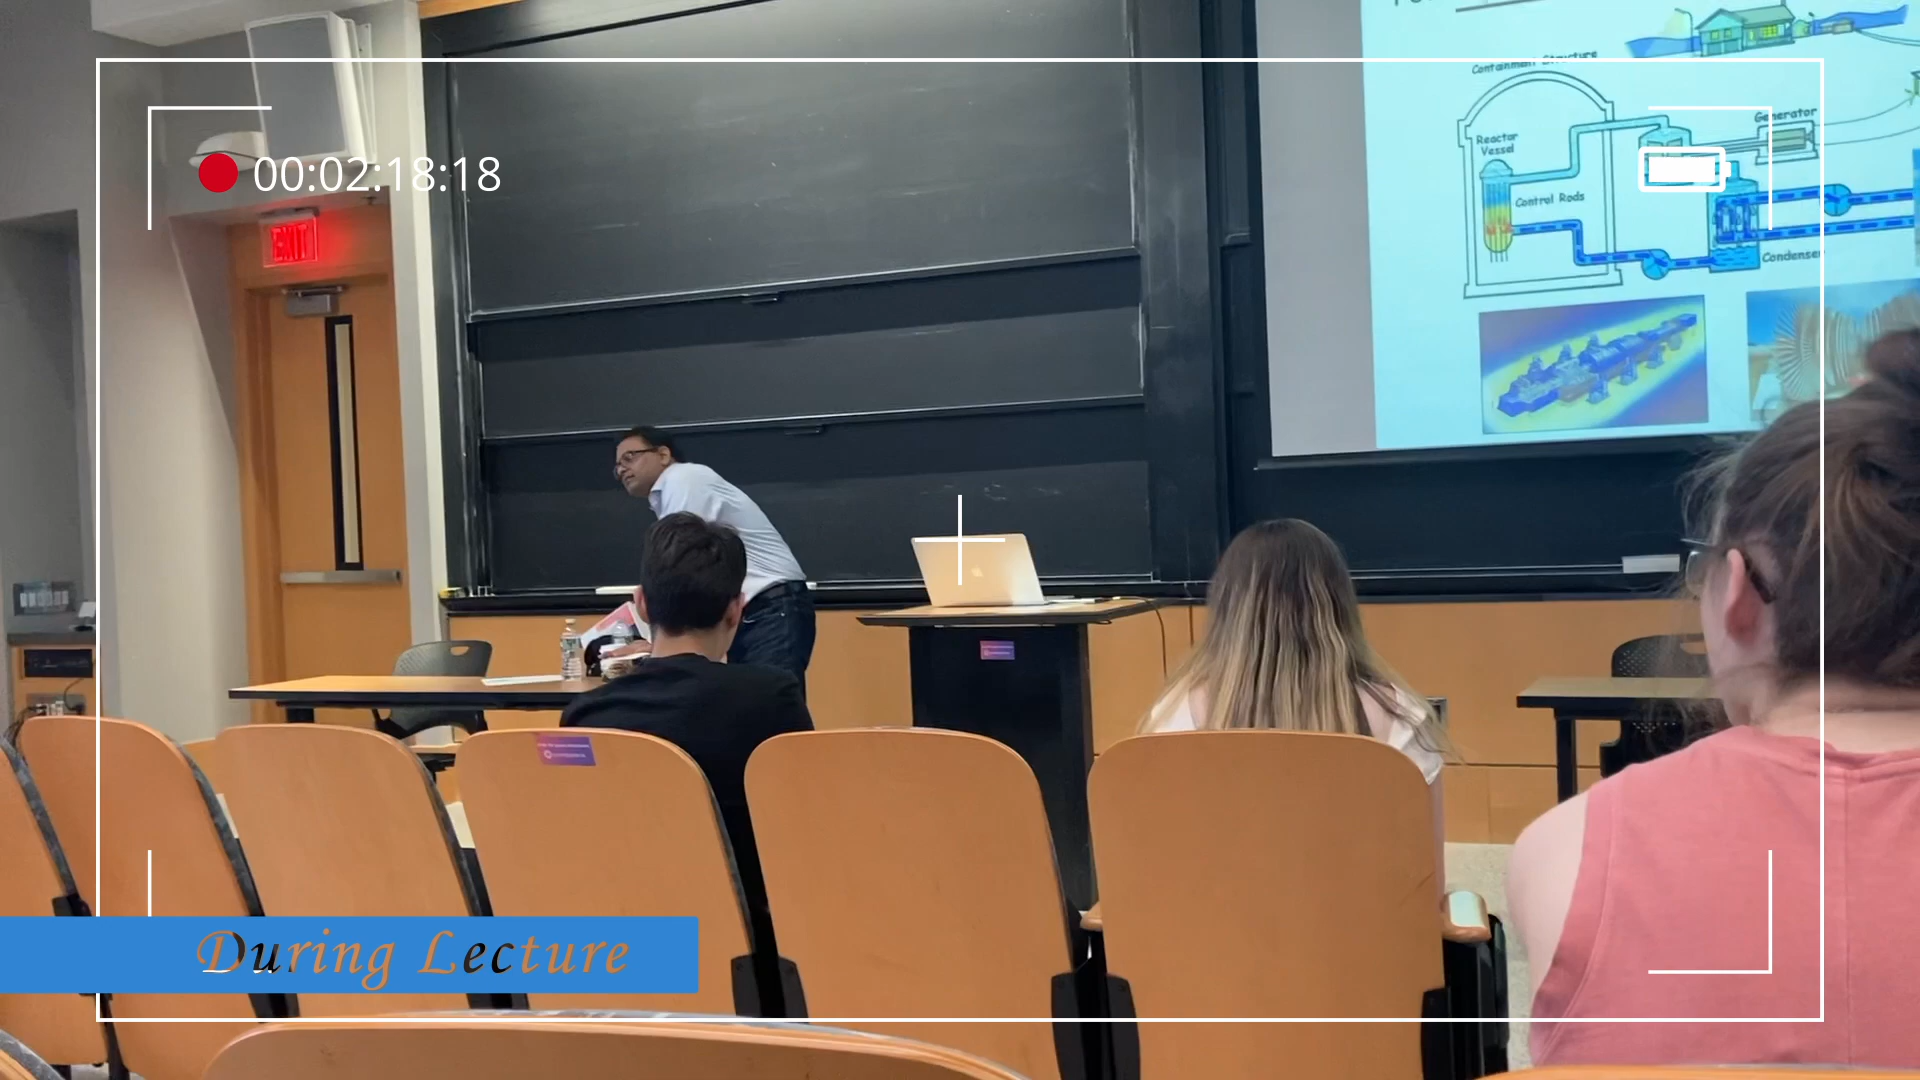 Containment Structure
Generator
Reactor
Vessel
00:02:18:18
Control Rods
EXIT
Condenser
During Lecture